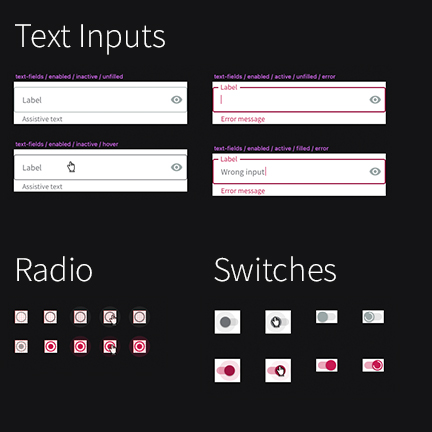 Text Inputs
text-fields / enabled / inactive / unfilled
Label
Assistive text
text-fields / enabled / active / unfilled / error
Label
Error message
text-fields / enabled / inactive / hover
Label
Assistive text
text-fields / enabled / active / filled / error
Label
Wrong input
Error message
Radio
Switches